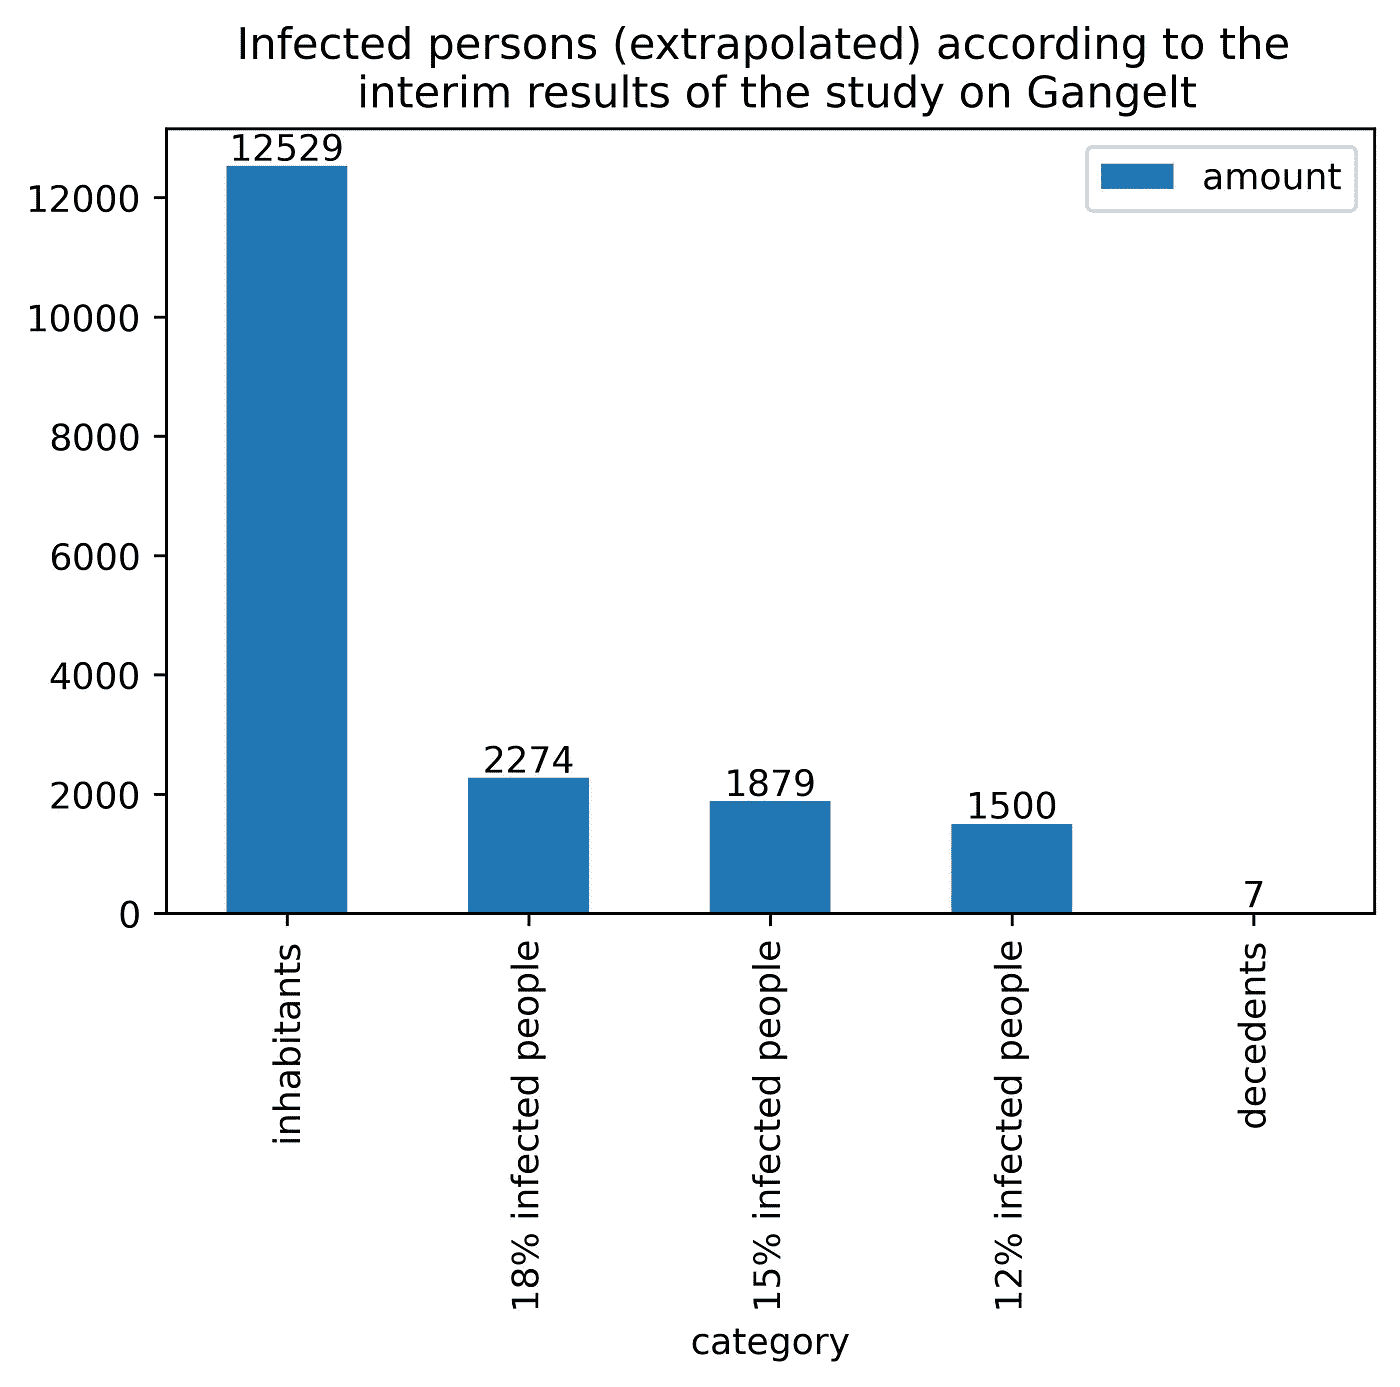 Infected persons (extrapolated) according to the
interim results of the study on Gangelt
amount
12529
2274
1879
1500
7
12000
10000
8000
6000
4000
2000
0
inhabitants
18% infected people
15% infected people
12% infected people
decedents
category